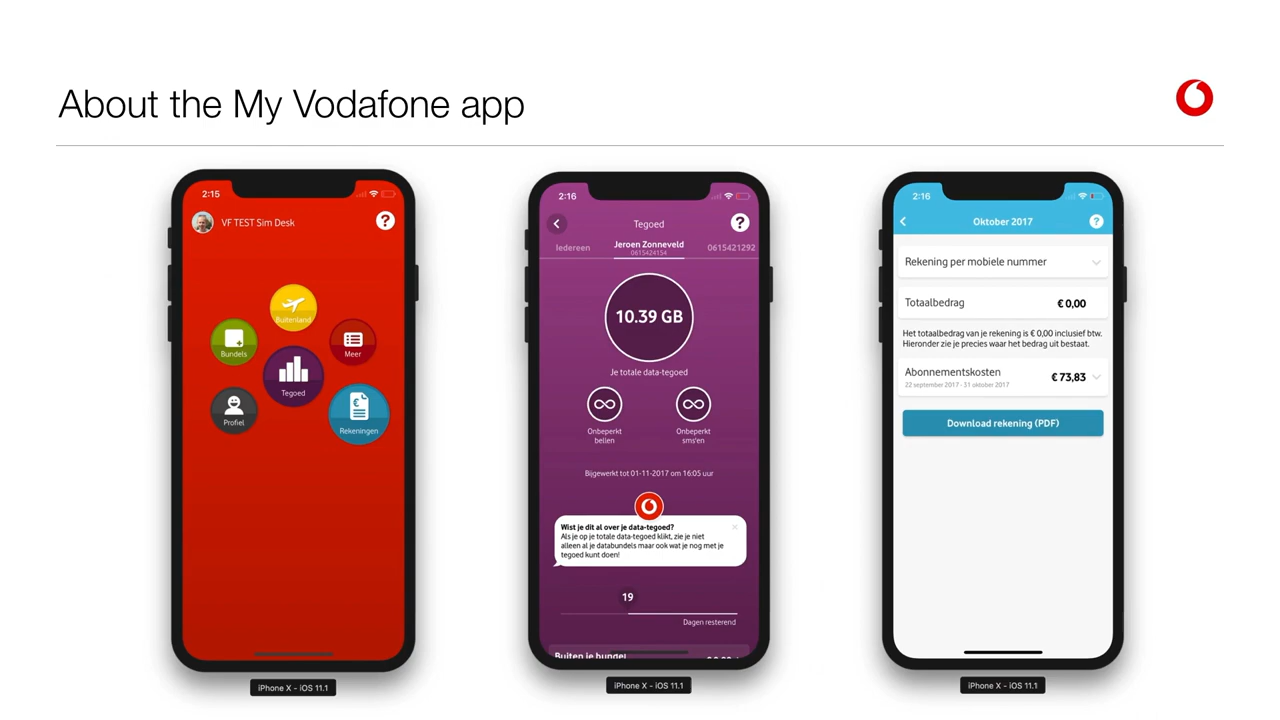 About the My Vodafone app
2:15
VF TEST Sim Desk
?
Buitenland
Bundels
Meer
Tegoed
Profiel
€
Rekeningen
iPhone X - iOS 11.1
2:16
Tegoed
?
Iedereen
Jeroen Zonneveld
0615421292
0615424154
10.39 GB
Je totale data-tegoed
Onbeperkt
bellen
Onbeperkt
sms'en
Bijgewerkt tot 01-11-2017 om 16:05 uur
Wist je dit al over je data-tegoed?
Als je op je totale data-tegoed klikt, zie je niet
alleen al je databundels maar ook wat je nog met je
tegoed kunt doen!
19
Dagen resterend
Buiten je bundel
iPhone X - iOS 11.1
2:16
Oktober 2017
?
Rekening per mobiele nummer
Totaalbedrag € 0,00
Het totaalbedrag van je rekening is € 0,00 inclusief btw.
Hieronder zie je precies waar het bedrag uit bestaat.
Abonnementskosten € 73,83
22 september 2017 - 31 oktober 2017
Download rekening (PDF)
iPhone X - iOS 11.1